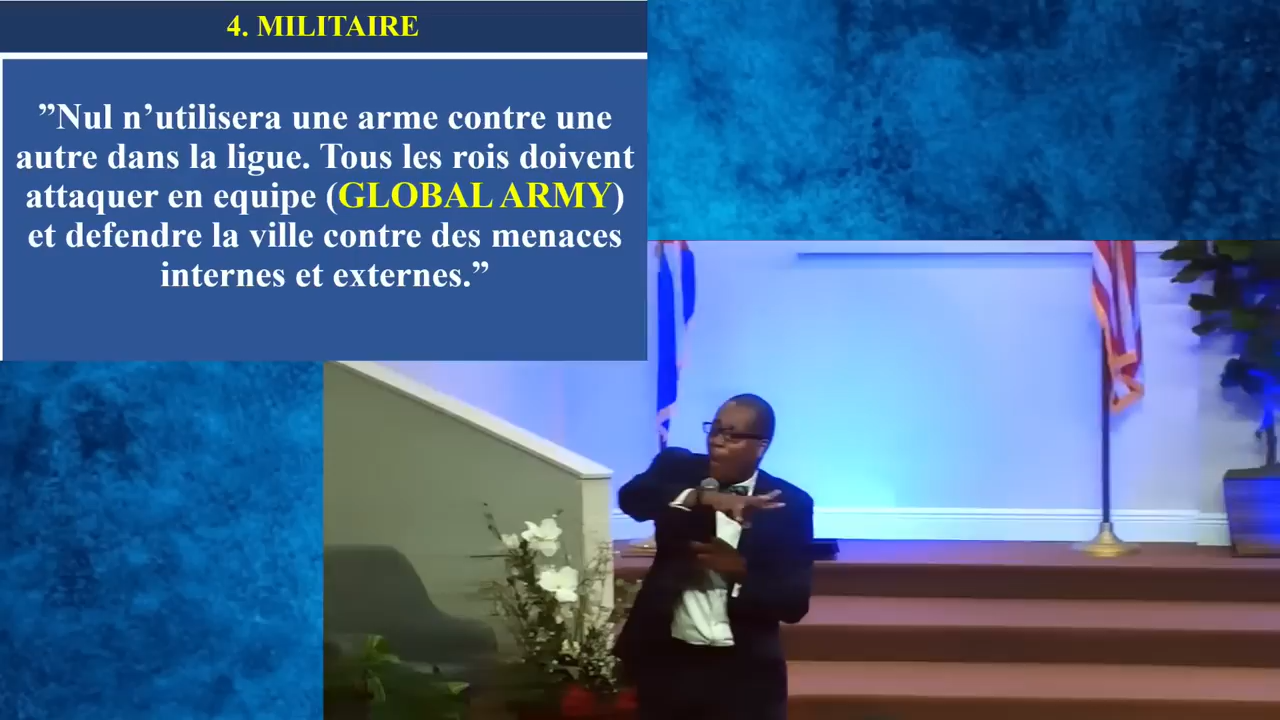 4. MILITAIRE
”Nul n’utilisera une arme contre une
autre dans la ligue. Tous les rois doivent
attaquer en equipe (GLOBAL ARMY)
et defendre la ville contre des menaces
internes et externes.”